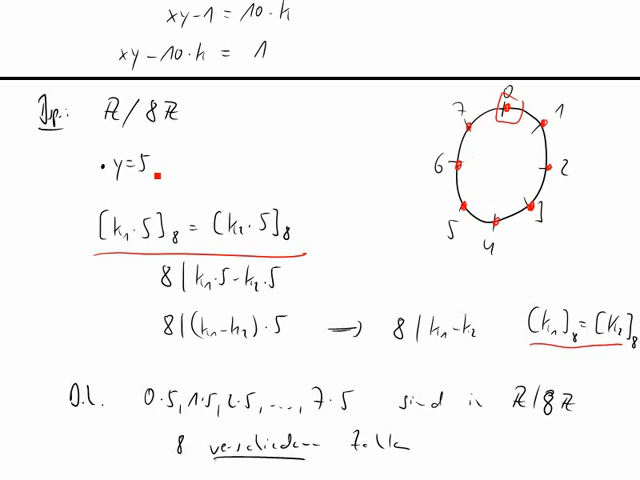 xy-1 = 10·k
xy-10·k = 1
Bsp.: ℤ/8ℤ
0
7 1
· y=5
6 2
5 3
4
[k₁·5]₈ = [k₂·5]₈
8 | k₁·5-k₂·5
8 | (k₁-k₂)·5 → 8 | k₁-k₂ [k₁]₈ = [k₂]₈
D.h. 0·5, 1·5, 2·5, ..., 7·5 sind in ℤ/8ℤ
8 verschiedene Zahlen